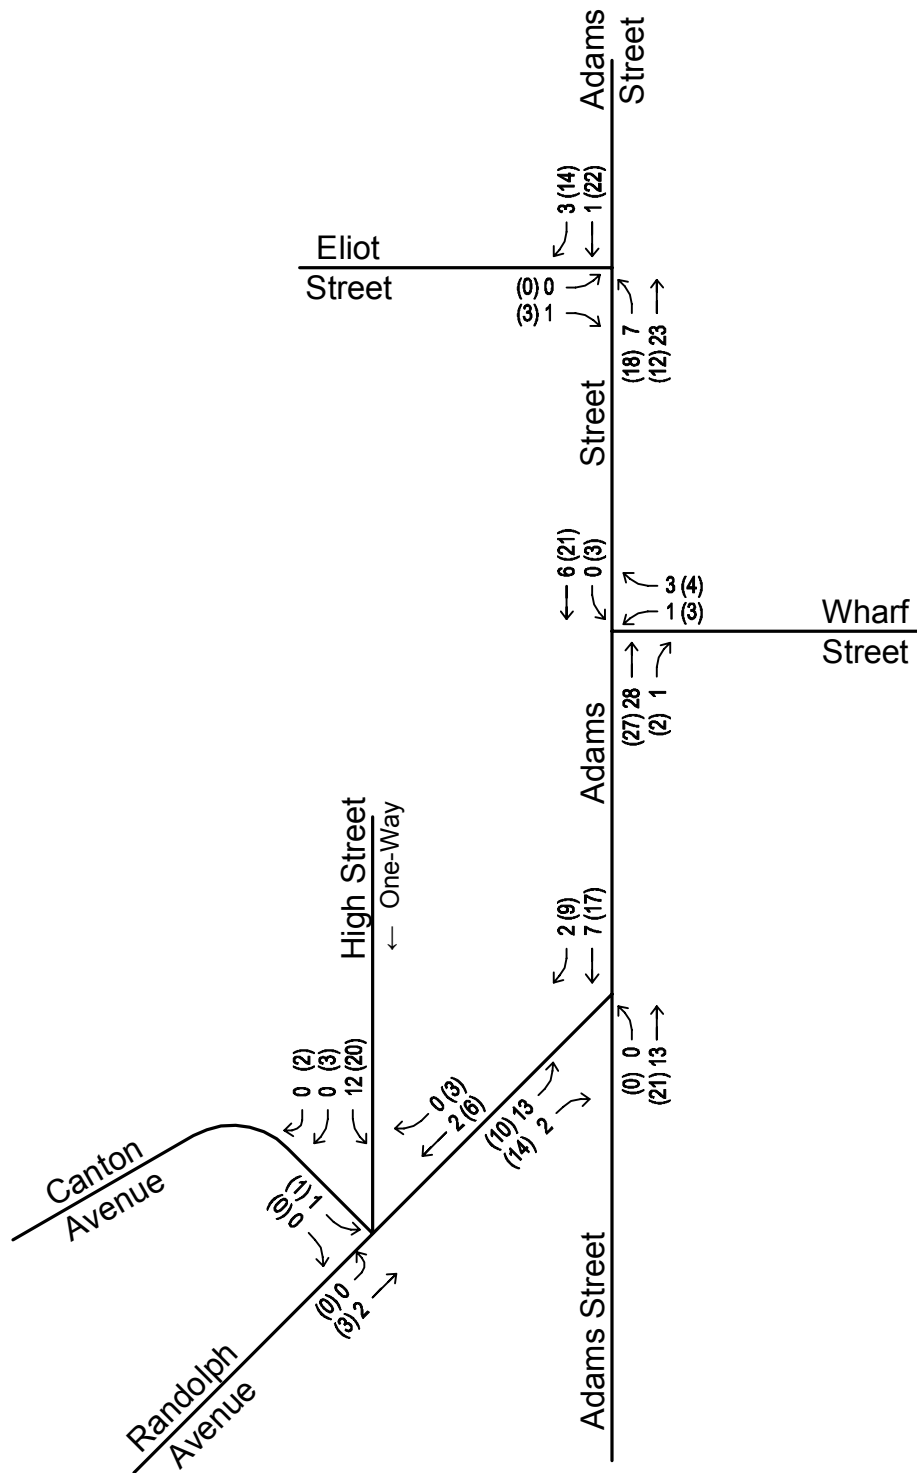 Adams
Street
3 (14)
1 (22)
Eliot
Street
(0) 0
(3) 1
(18) 7
(12) 23
Street
6 (21)
0 (3)
3 (4)
1 (3)
Wharf
Street
(27) 28
(2) 1
Adams
High Street
← One-Way
2 (9)
7 (17)
0 (2)
0 (3)
12 (20)
0 (3)
2 (6)
(0) 0
(21) 13
(10) 13
(14) 2
Canton
Avenue
(1) 1
(0) 0
(0) 0
(3) 2
Randolph
Avenue
Adams Street